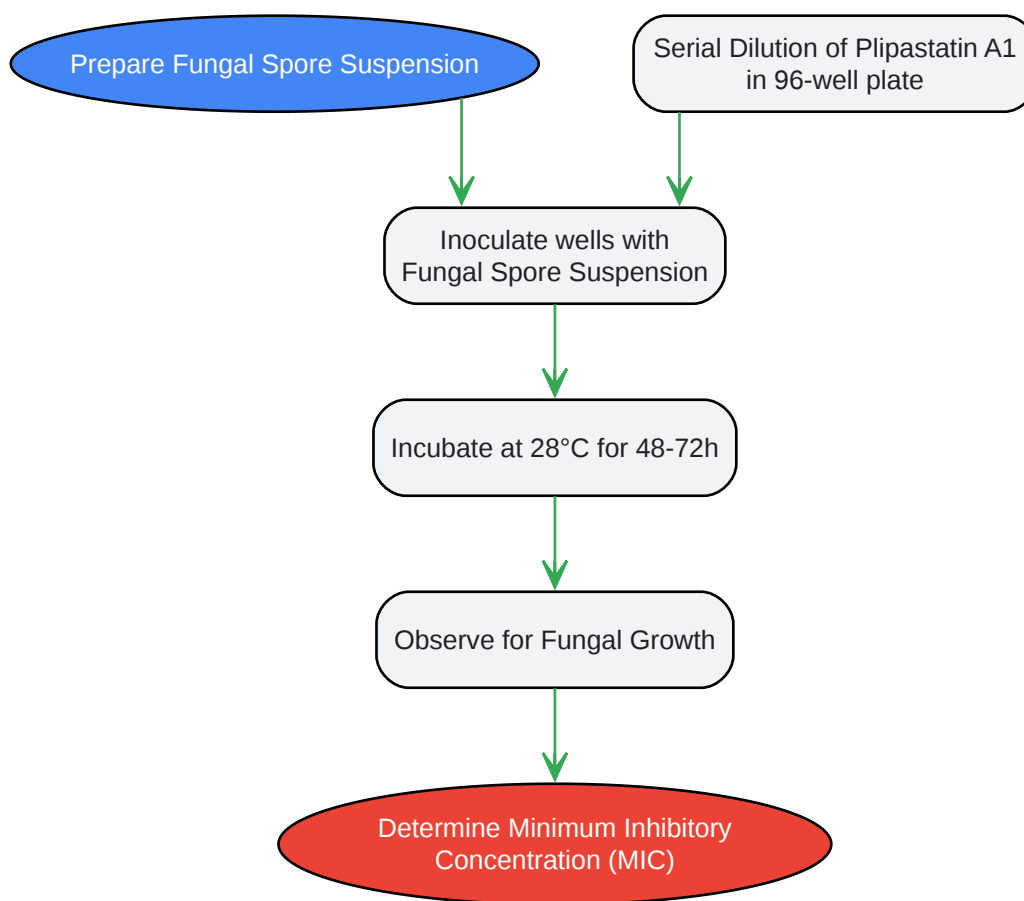 Prepare Fungal Spore Suspension
Serial Dilution of Plipastatin A1
in 96-well plate
Inoculate wells with
Fungal Spore Suspension
Incubate at 28°C for 48-72h
Observe for Fungal Growth
Determine Minimum Inhibitory
Concentration (MIC)